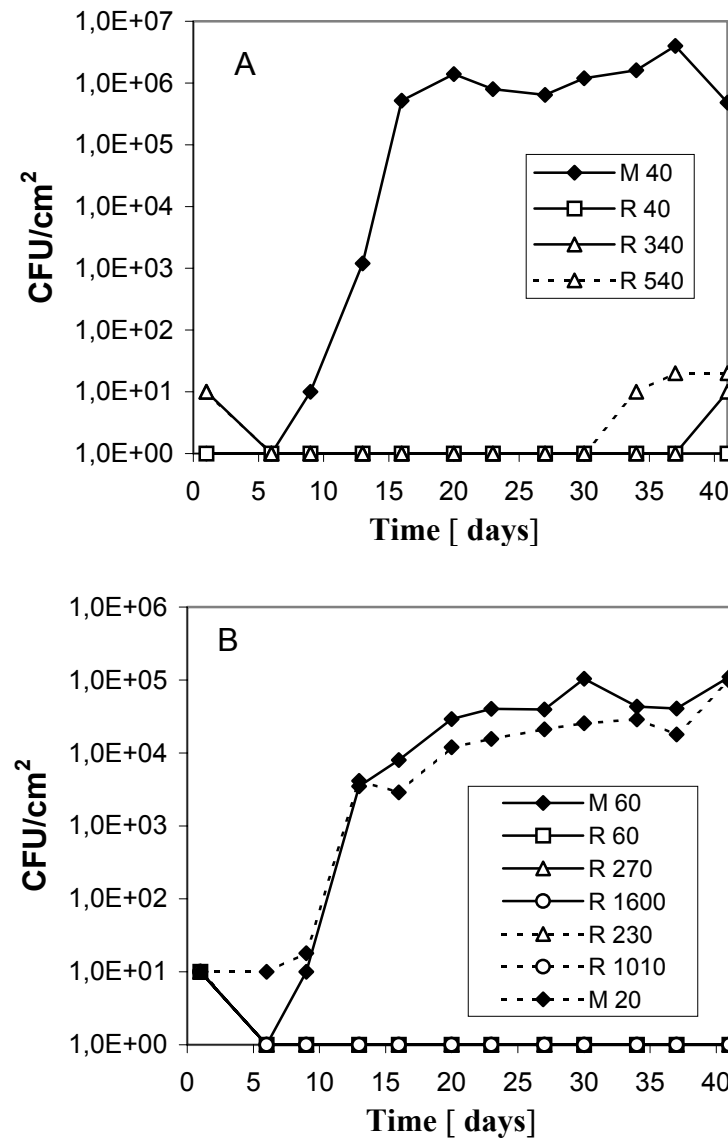 1,0E+07
A
1,0E+06
1,0E+05
1,0E+04
1,0E+03
1,0E+02
1,0E+01
1,0E+00
CFU/cm²
M 40
R 40
R 340
R 540
0 5 10 15 20 25 30 35 40
Time [ days]
1,0E+06
B
1,0E+05
1,0E+04
1,0E+03
1,0E+02
1,0E+01
1,0E+00
CFU/cm²
M 60
R 60
R 270
R 1600
R 230
R 1010
M 20
0 5 10 15 20 25 30 35 40
Time [ days]